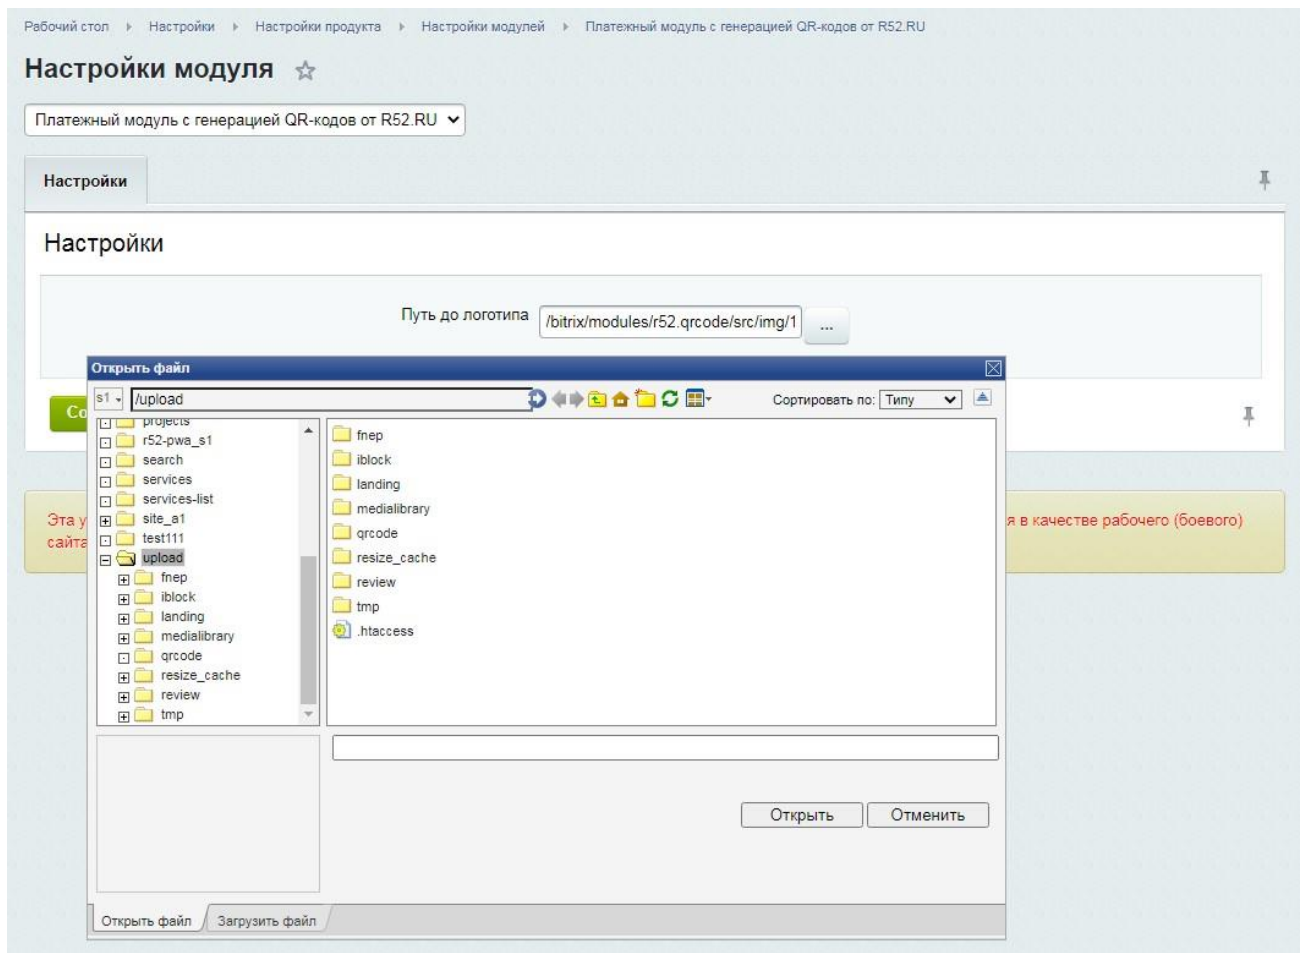 Рабочий стол Настройки Настройки продукта Настройки модулей Платежный модуль с генерацией QR-кодов от R52.RU
Настройки модуля
Платежный модуль с генерацией QR-кодов от R52.RU
Настройки
Настройки
Путь до логотипа /bitrix/modules/r52.qrcode/src/img/1 ...
Открыть файл
s1 /upload Сортировать по: Типу
Со
projects
r52-pwa_s1
search
services
services-list
site_a1
test111
upload
fnep
iblock
landing
medialibrary
qrcode
resize_cache
review
tmp
fnep
iblock
landing
medialibrary
qrcode
resize_cache
review
tmp
.htaccess
Эта у я в качестве рабочего (боевого)
сайта
Открыть Отменить
Открыть файл Загрузить файл